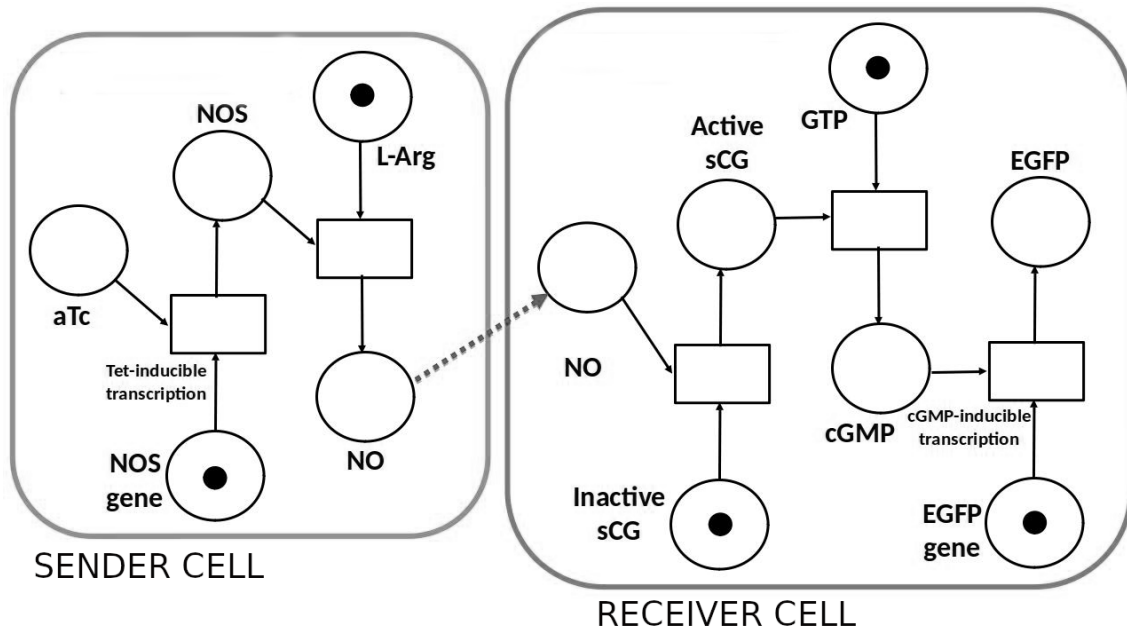 NOS
L-Arg
aTc
Tet-inducible
transcription
NOS
gene
NO
SENDER CELL
GTP
Active
sCG
EGFP
NO
cGMP
cGMP-inducible
transcription
Inactive
sCG
EGFP
gene
RECEIVER CELL